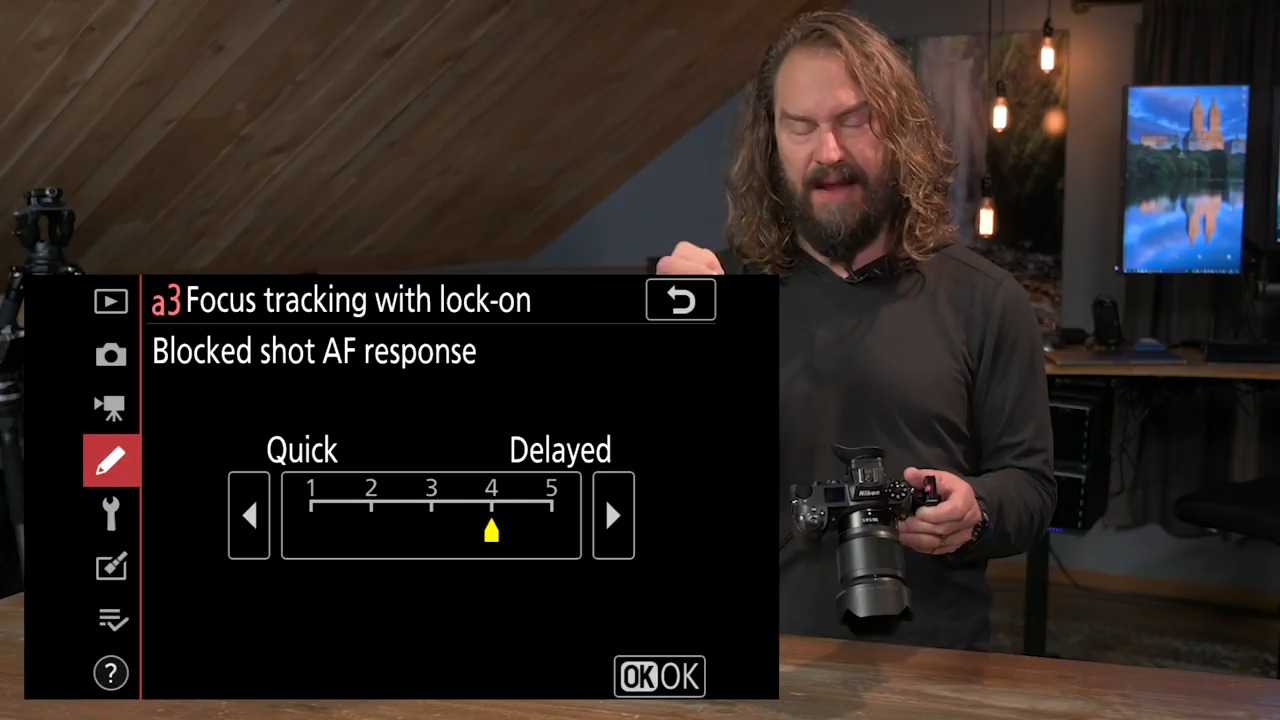 a3 Focus tracking with lock-on
Blocked shot AF response
Quick Delayed
1 2 3 4 5
?
OK OK
Nikon